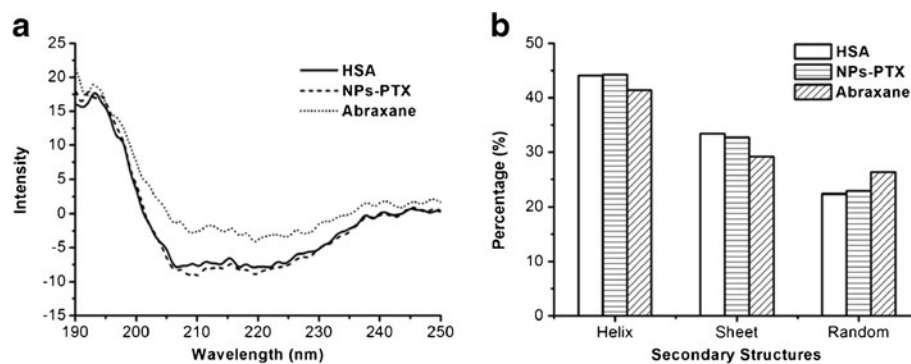 a
25
20
15
10
5
0
-5
-10
-15
Intensity
190 200 210 220 230 240 250
Wavelength (nm)
HSA
NPs-PTX
Abraxane
b
50
40
30
20
10
0
Percentage (%)
Helix Sheet Random
Secondary Structures
HSA
NPs-PTX
Abraxane